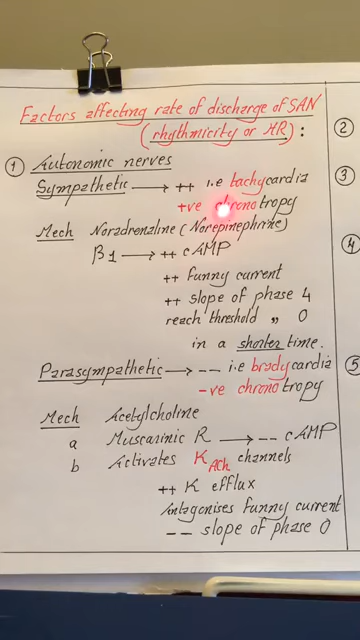 Factors affecting rate of discharge of SAN
(rhythmicity or HR) :
① Autonomic nerves
Sympathetic → ++ i.e tachycardia
+ve chronotropy
Mech Noradrenaline (Norepinephrine)
β1 → ++ cAMP
++ funny current
++ slope of phase 4
reach threshold ,, 0
in a shorter time.
Parasympathetic → -- i.e bradycardia
-ve chronotropy
Mech Acetylcholine
a Muscarinic R → -- cAMP
b Activates K ACh channels
++ K efflux
Antagonises funny current
-- slope of phase 0
②
③
④
⑤